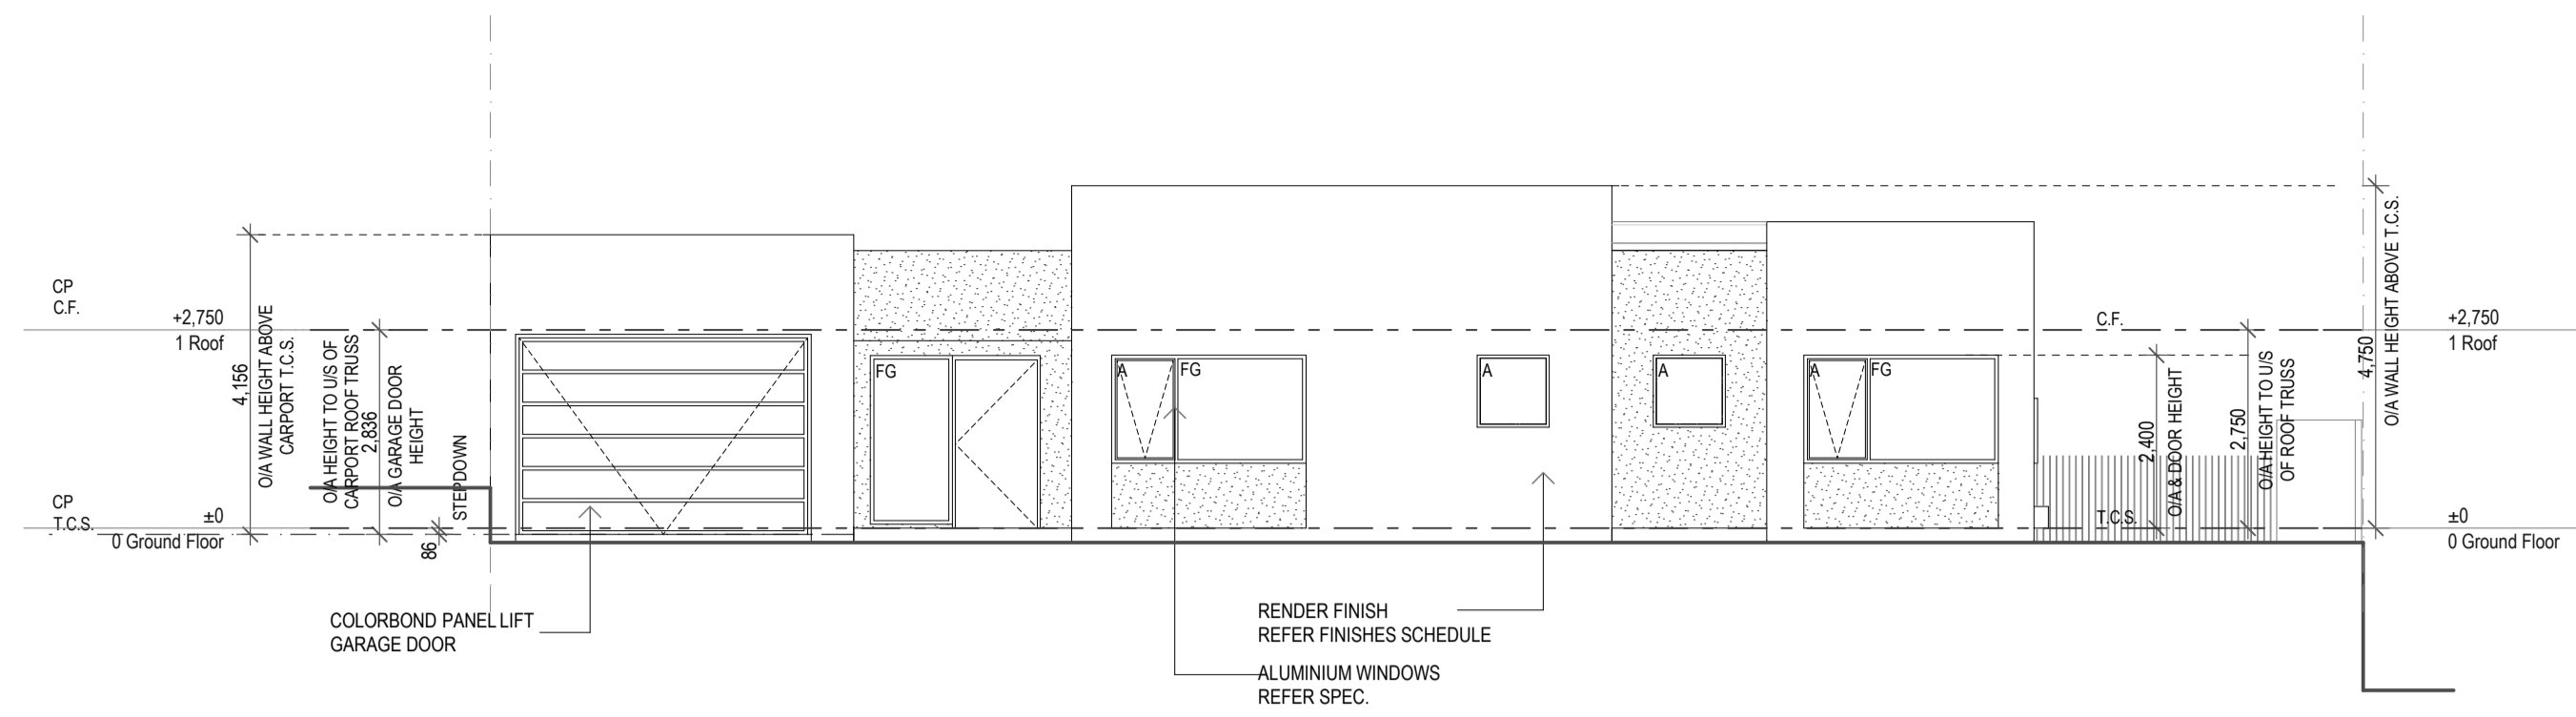 CP
C.F.
+2,750
1 Roof
CP
T.C.S.
±0
0 Ground Floor
4,156
O/A WALL HEIGHT ABOVE
CARPORT T.C.S.
O/A HEIGHT TO U/S OF
CARPORT ROOF TRUSS
2,836
O/A GARAGE DOOR
HEIGHT
STEPDOWN
86
COLORBOND PANEL LIFT
GARAGE DOOR
FG
A
FG
A
A
A
FG
RENDER FINISH
REFER FINISHES SCHEDULE
ALUMINIUM WINDOWS
REFER SPEC.
C.F.
T.C.S.
2,400
O/A & DOOR HEIGHT
2,750
O/A HEIGHT TO U/S
OF ROOF TRUSS
4,750
O/A WALL HEIGHT ABOVE T.C.S.
+2,750
1 Roof
±0
0 Ground Floor